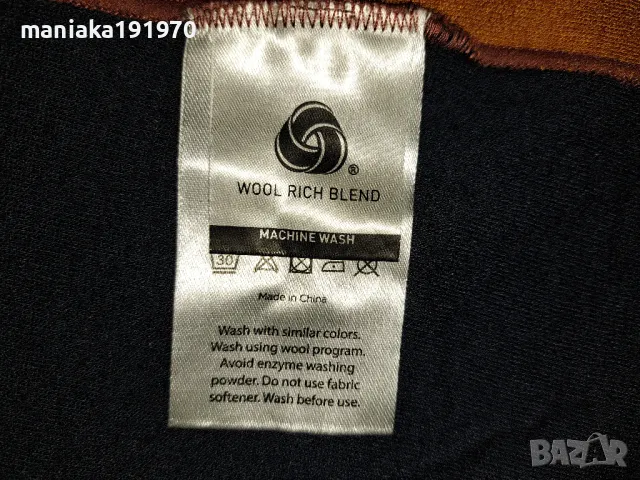 maniaka191970
®
WOOL RICH BLEND
MACHINE WASH
30
Made in China
Wash with similar colors.
Wash using wool program.
Avoid enzyme washing
powder. Do not use fabric
softener. Wash before use.
BAZAR